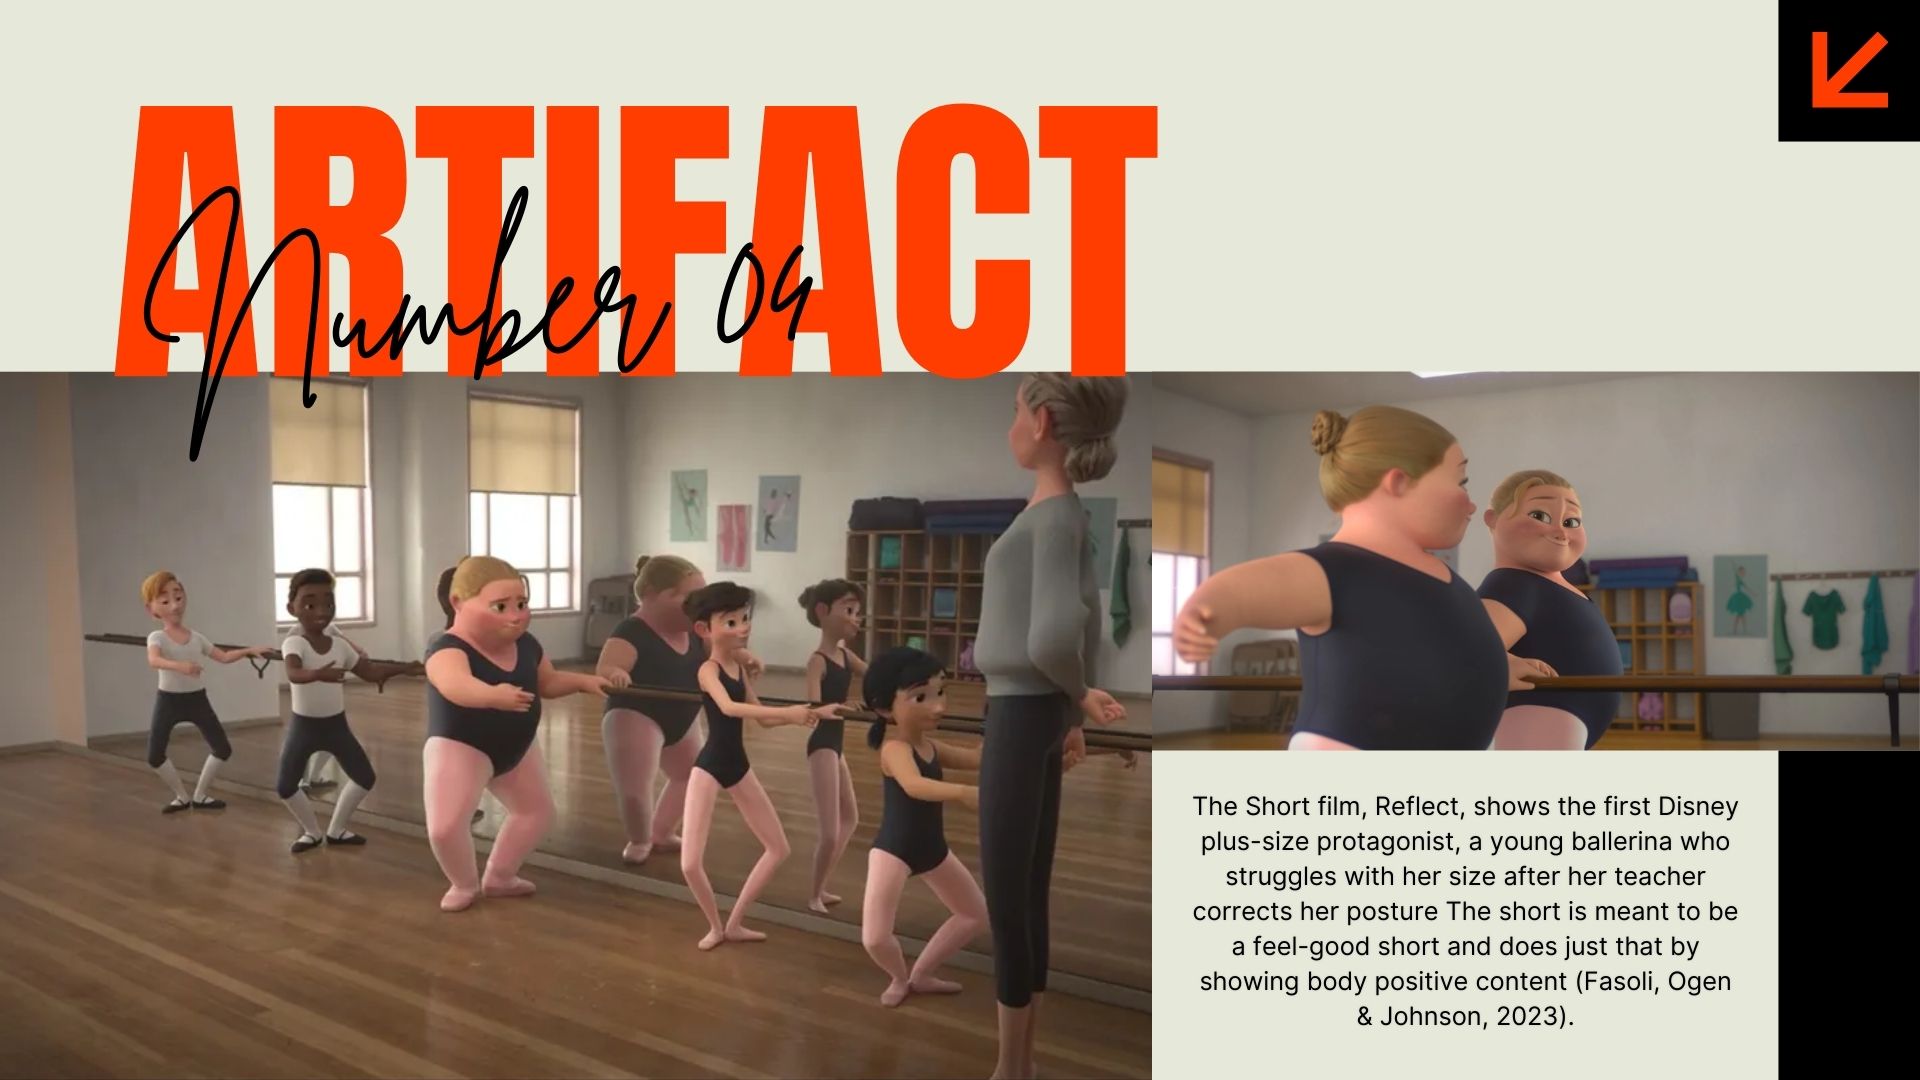 ARTIFACT
Number 04
The Short film, Reflect, shows the first Disney
plus-size protagonist, a young ballerina who
struggles with her size after her teacher
corrects her posture The short is meant to be
a feel-good short and does just that by
showing body positive content (Fasoli, Ogen
& Johnson, 2023).